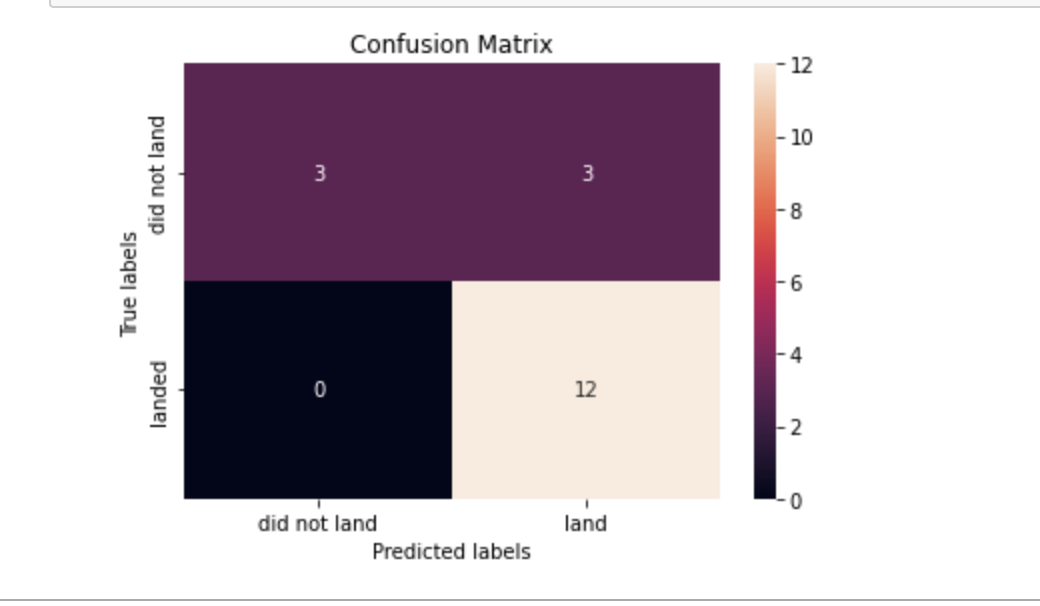 Confusion Matrix
True labels
did not land
landed
3
3
0
12
did not land
land
Predicted labels
12
10
8
6
4
2
0